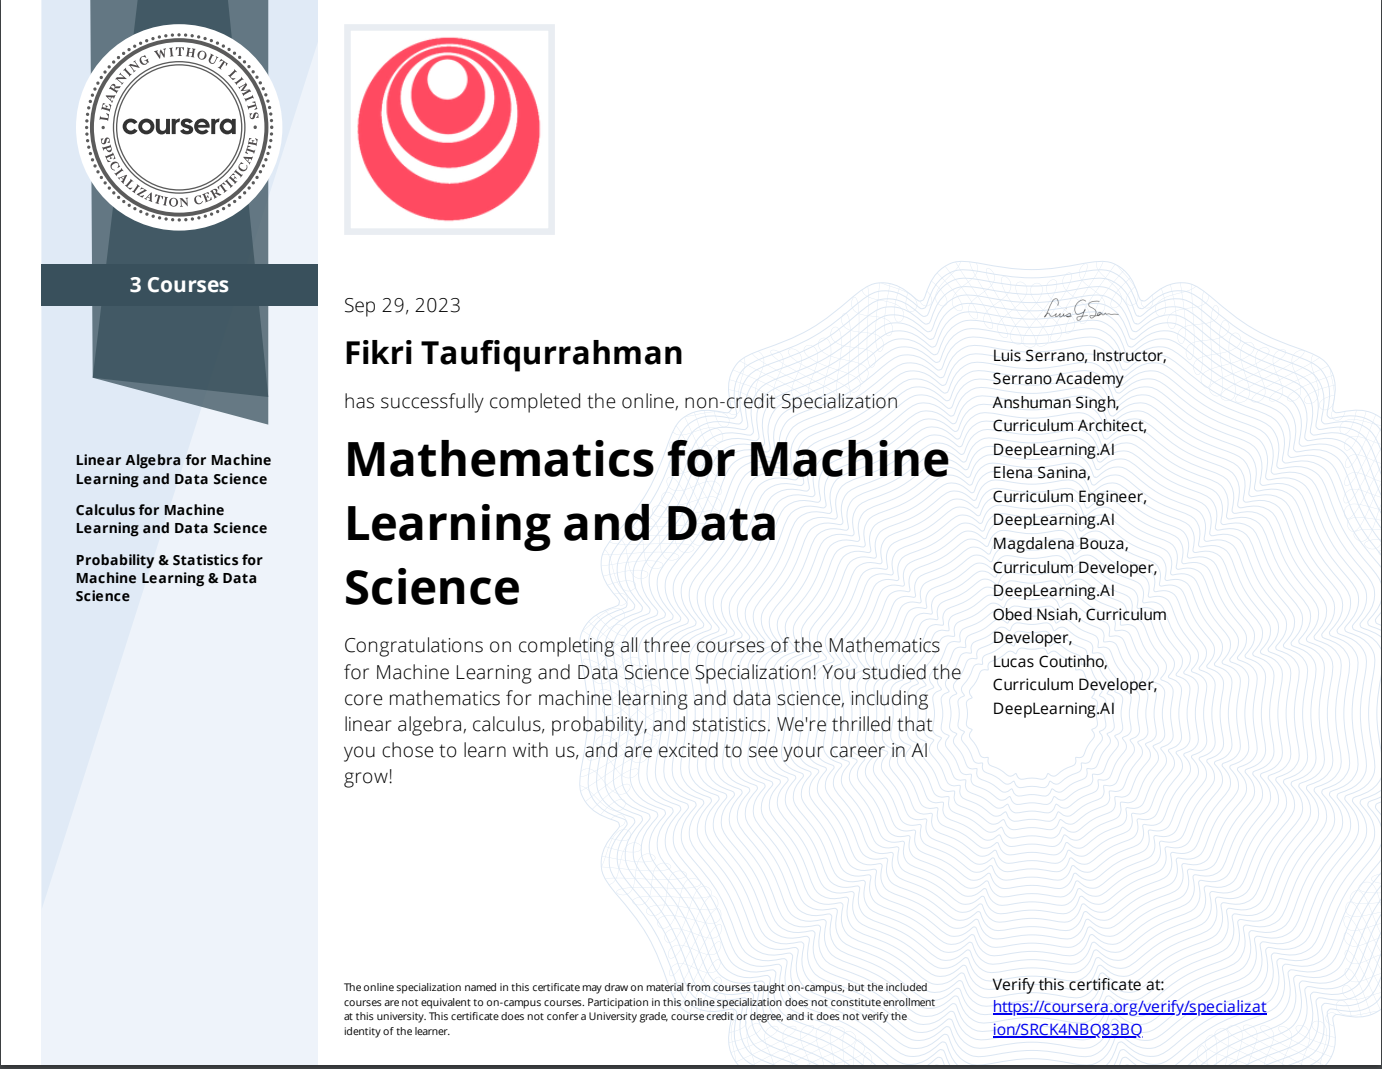 LEARNING WITHOUT LIMITS
coursera
SPECIALIZATION CERTIFICATE
3 Courses
Linear Algebra for Machine
Learning and Data Science
Calculus for Machine
Learning and Data Science
Probability & Statistics for
Machine Learning & Data
Science
Sep 29, 2023
Fikri Taufiqurrahman
has successfully completed the online, non-credit Specialization
Mathematics for Machine
Learning and Data
Science
Congratulations on completing all three courses of the Mathematics
for Machine Learning and Data Science Specialization! You studied the
core mathematics for machine learning and data science, including
linear algebra, calculus, probability, and statistics. We're thrilled that
you chose to learn with us, and are excited to see your career in AI
grow!
Luis Serrano, Instructor,
Serrano Academy
Anshuman Singh,
Curriculum Architect,
DeepLearning.AI
Elena Sanina,
Curriculum Engineer,
DeepLearning.AI
Magdalena Bouza,
Curriculum Developer,
DeepLearning.AI
Obed Nsiah, Curriculum
Developer,
Lucas Coutinho,
Curriculum Developer,
DeepLearning.AI
The online specialization named in this certificate may draw on material from courses taught on-campus, but the included
courses are not equivalent to on-campus courses. Participation in this online specialization does not constitute enrollment
at this university. This certificate does not confer a University grade, course credit or degree, and it does not verify the
identity of the learner.
Verify this certificate at:
https://coursera.org/verify/specializat
ion/SRCK4NBQ83BQ